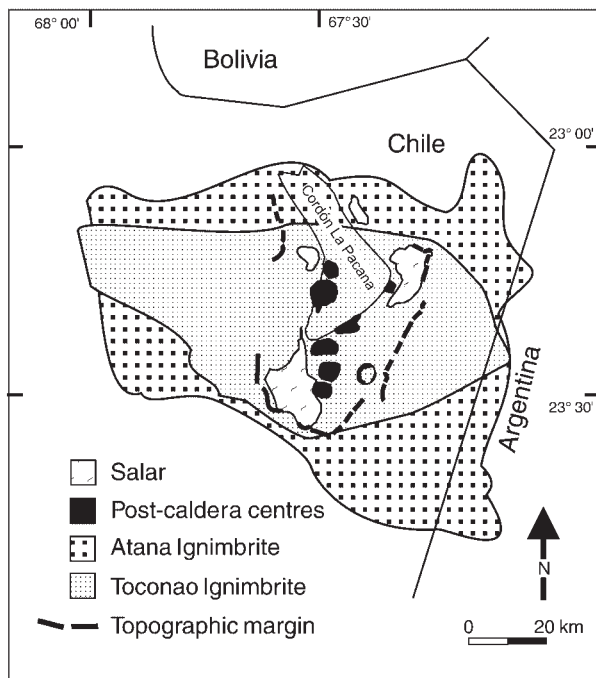 68° 00'
67°30'
Bolivia
23° 00'
Chile
Cordón La Pacana
Argentina
23° 30'
Salar
Post-caldera centres
Atana Ignimbrite
Toconao Ignimbrite
Topographic margin
N
0 20 km